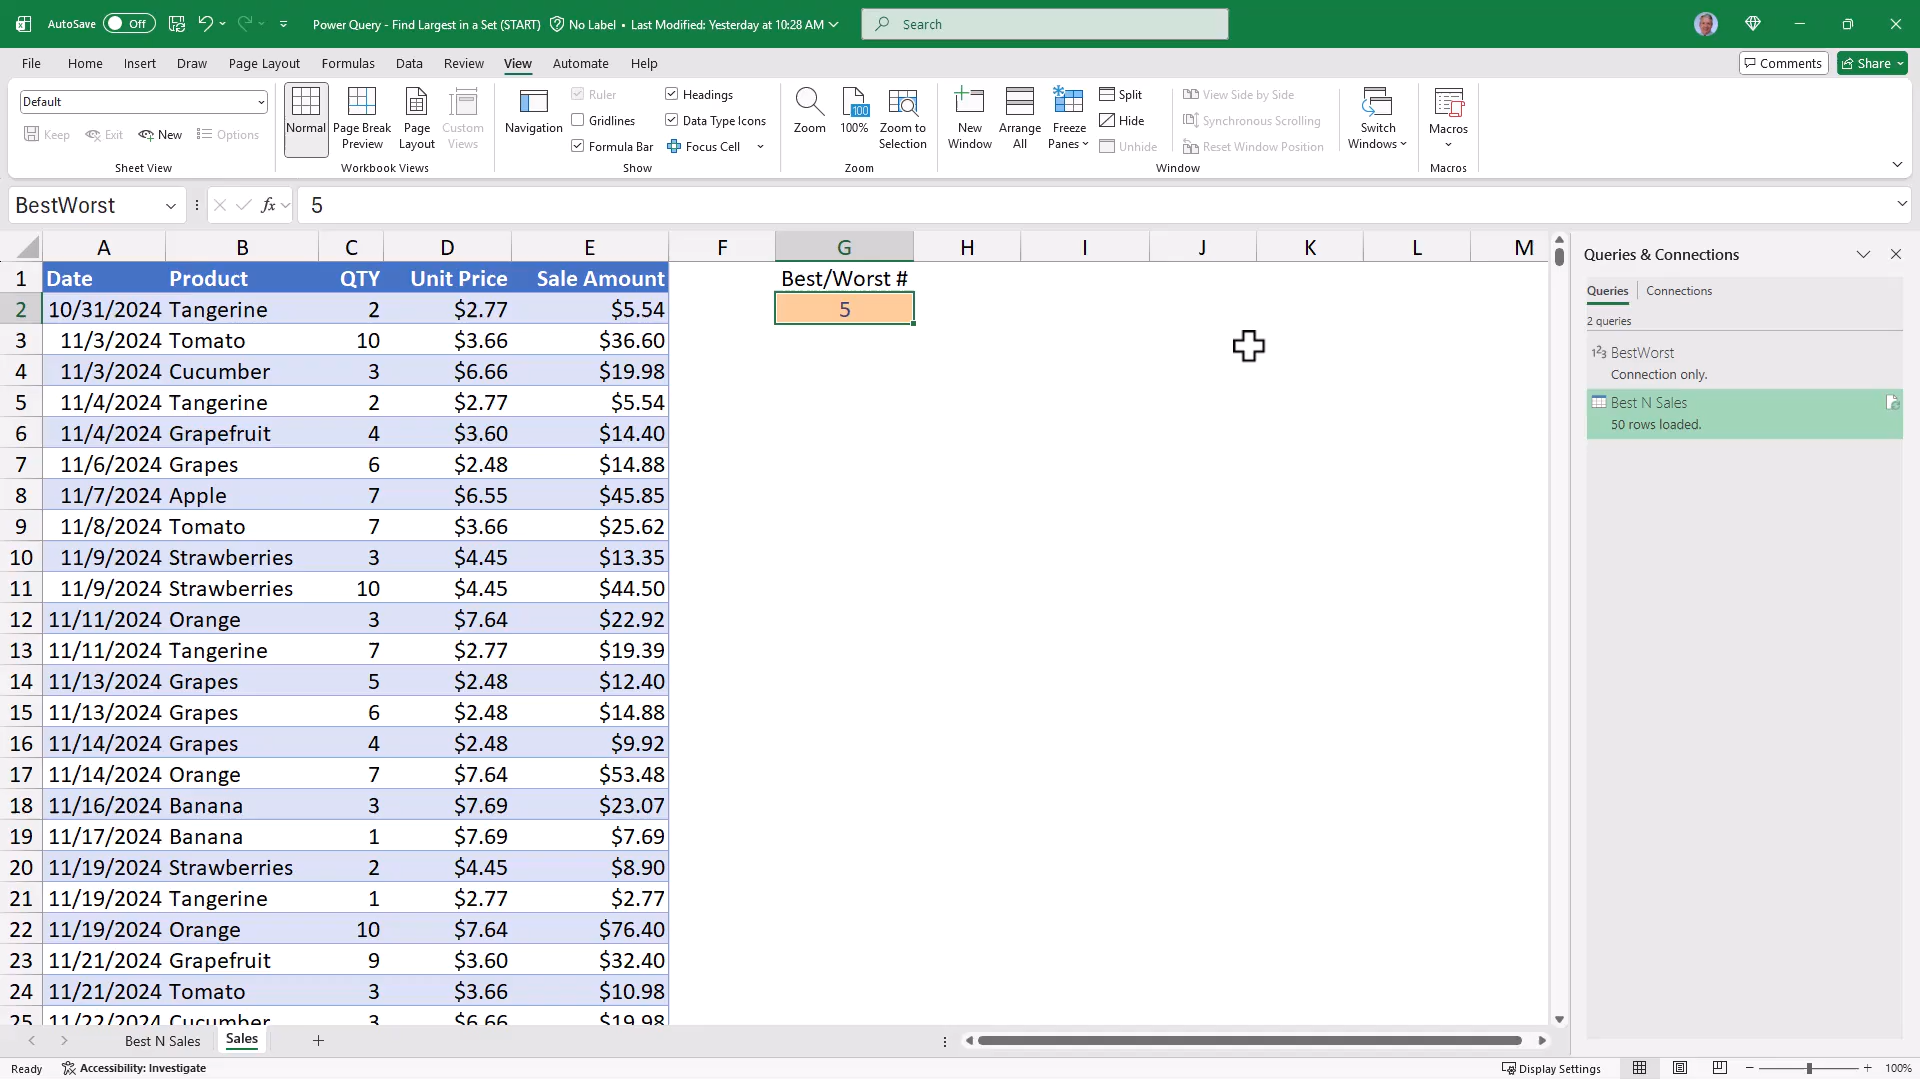 AutoSave Off Power Query - Find Largest in a Set (START) No Label • Last Modified: Yesterday at 10:28 AM Search
File Home Insert Draw Page Layout Formulas Data Review View Automate Help Comments Share
Default
Keep Exit New Options
Sheet View
Normal Page Break Preview Page Layout Custom Views
Workbook Views
Navigation
Ruler Headings
Gridlines Data Type Icons
Formula Bar Focus Cell
Show
Zoom 100% Zoom to Selection
Zoom
New Window Arrange All Freeze Panes
Split View Side by Side
Hide Synchronous Scrolling
Unhide Reset Window Position
Switch Windows
Window
Macros
Macros
BestWorst fx 5
A B C D E F G H I J K L M
1 Date Product QTY Unit Price Sale Amount Best/Worst #
2 10/31/2024 Tangerine 2 $2.77 $5.54 5
3 11/3/2024 Tomato 10 $3.66 $36.60
4 11/3/2024 Cucumber 3 $6.66 $19.98
5 11/4/2024 Tangerine 2 $2.77 $5.54
6 11/4/2024 Grapefruit 4 $3.60 $14.40
7 11/6/2024 Grapes 6 $2.48 $14.88
8 11/7/2024 Apple 7 $6.55 $45.85
9 11/8/2024 Tomato 7 $3.66 $25.62
10 11/9/2024 Strawberries 3 $4.45 $13.35
11 11/9/2024 Strawberries 10 $4.45 $44.50
12 11/11/2024 Orange 3 $7.64 $22.92
13 11/11/2024 Tangerine 7 $2.77 $19.39
14 11/13/2024 Grapes 5 $2.48 $12.40
15 11/13/2024 Grapes 6 $2.48 $14.88
16 11/14/2024 Grapes 4 $2.48 $9.92
17 11/14/2024 Orange 7 $7.64 $53.48
18 11/16/2024 Banana 3 $7.69 $23.07
19 11/17/2024 Banana 1 $7.69 $7.69
20 11/19/2024 Strawberries 2 $4.45 $8.90
21 11/19/2024 Tangerine 1 $2.77 $2.77
22 11/19/2024 Orange 10 $7.64 $76.40
23 11/21/2024 Grapefruit 9 $3.60 $32.40
24 11/21/2024 Tomato 3 $3.66 $10.98
25 11/22/2024 Cucumber 3 $6.66 $19.98
Queries & Connections
Queries Connections
2 queries
123 BestWorst
Connection only.
Best N Sales
50 rows loaded.
Best N Sales Sales
Ready Accessibility: Investigate Display Settings 100%